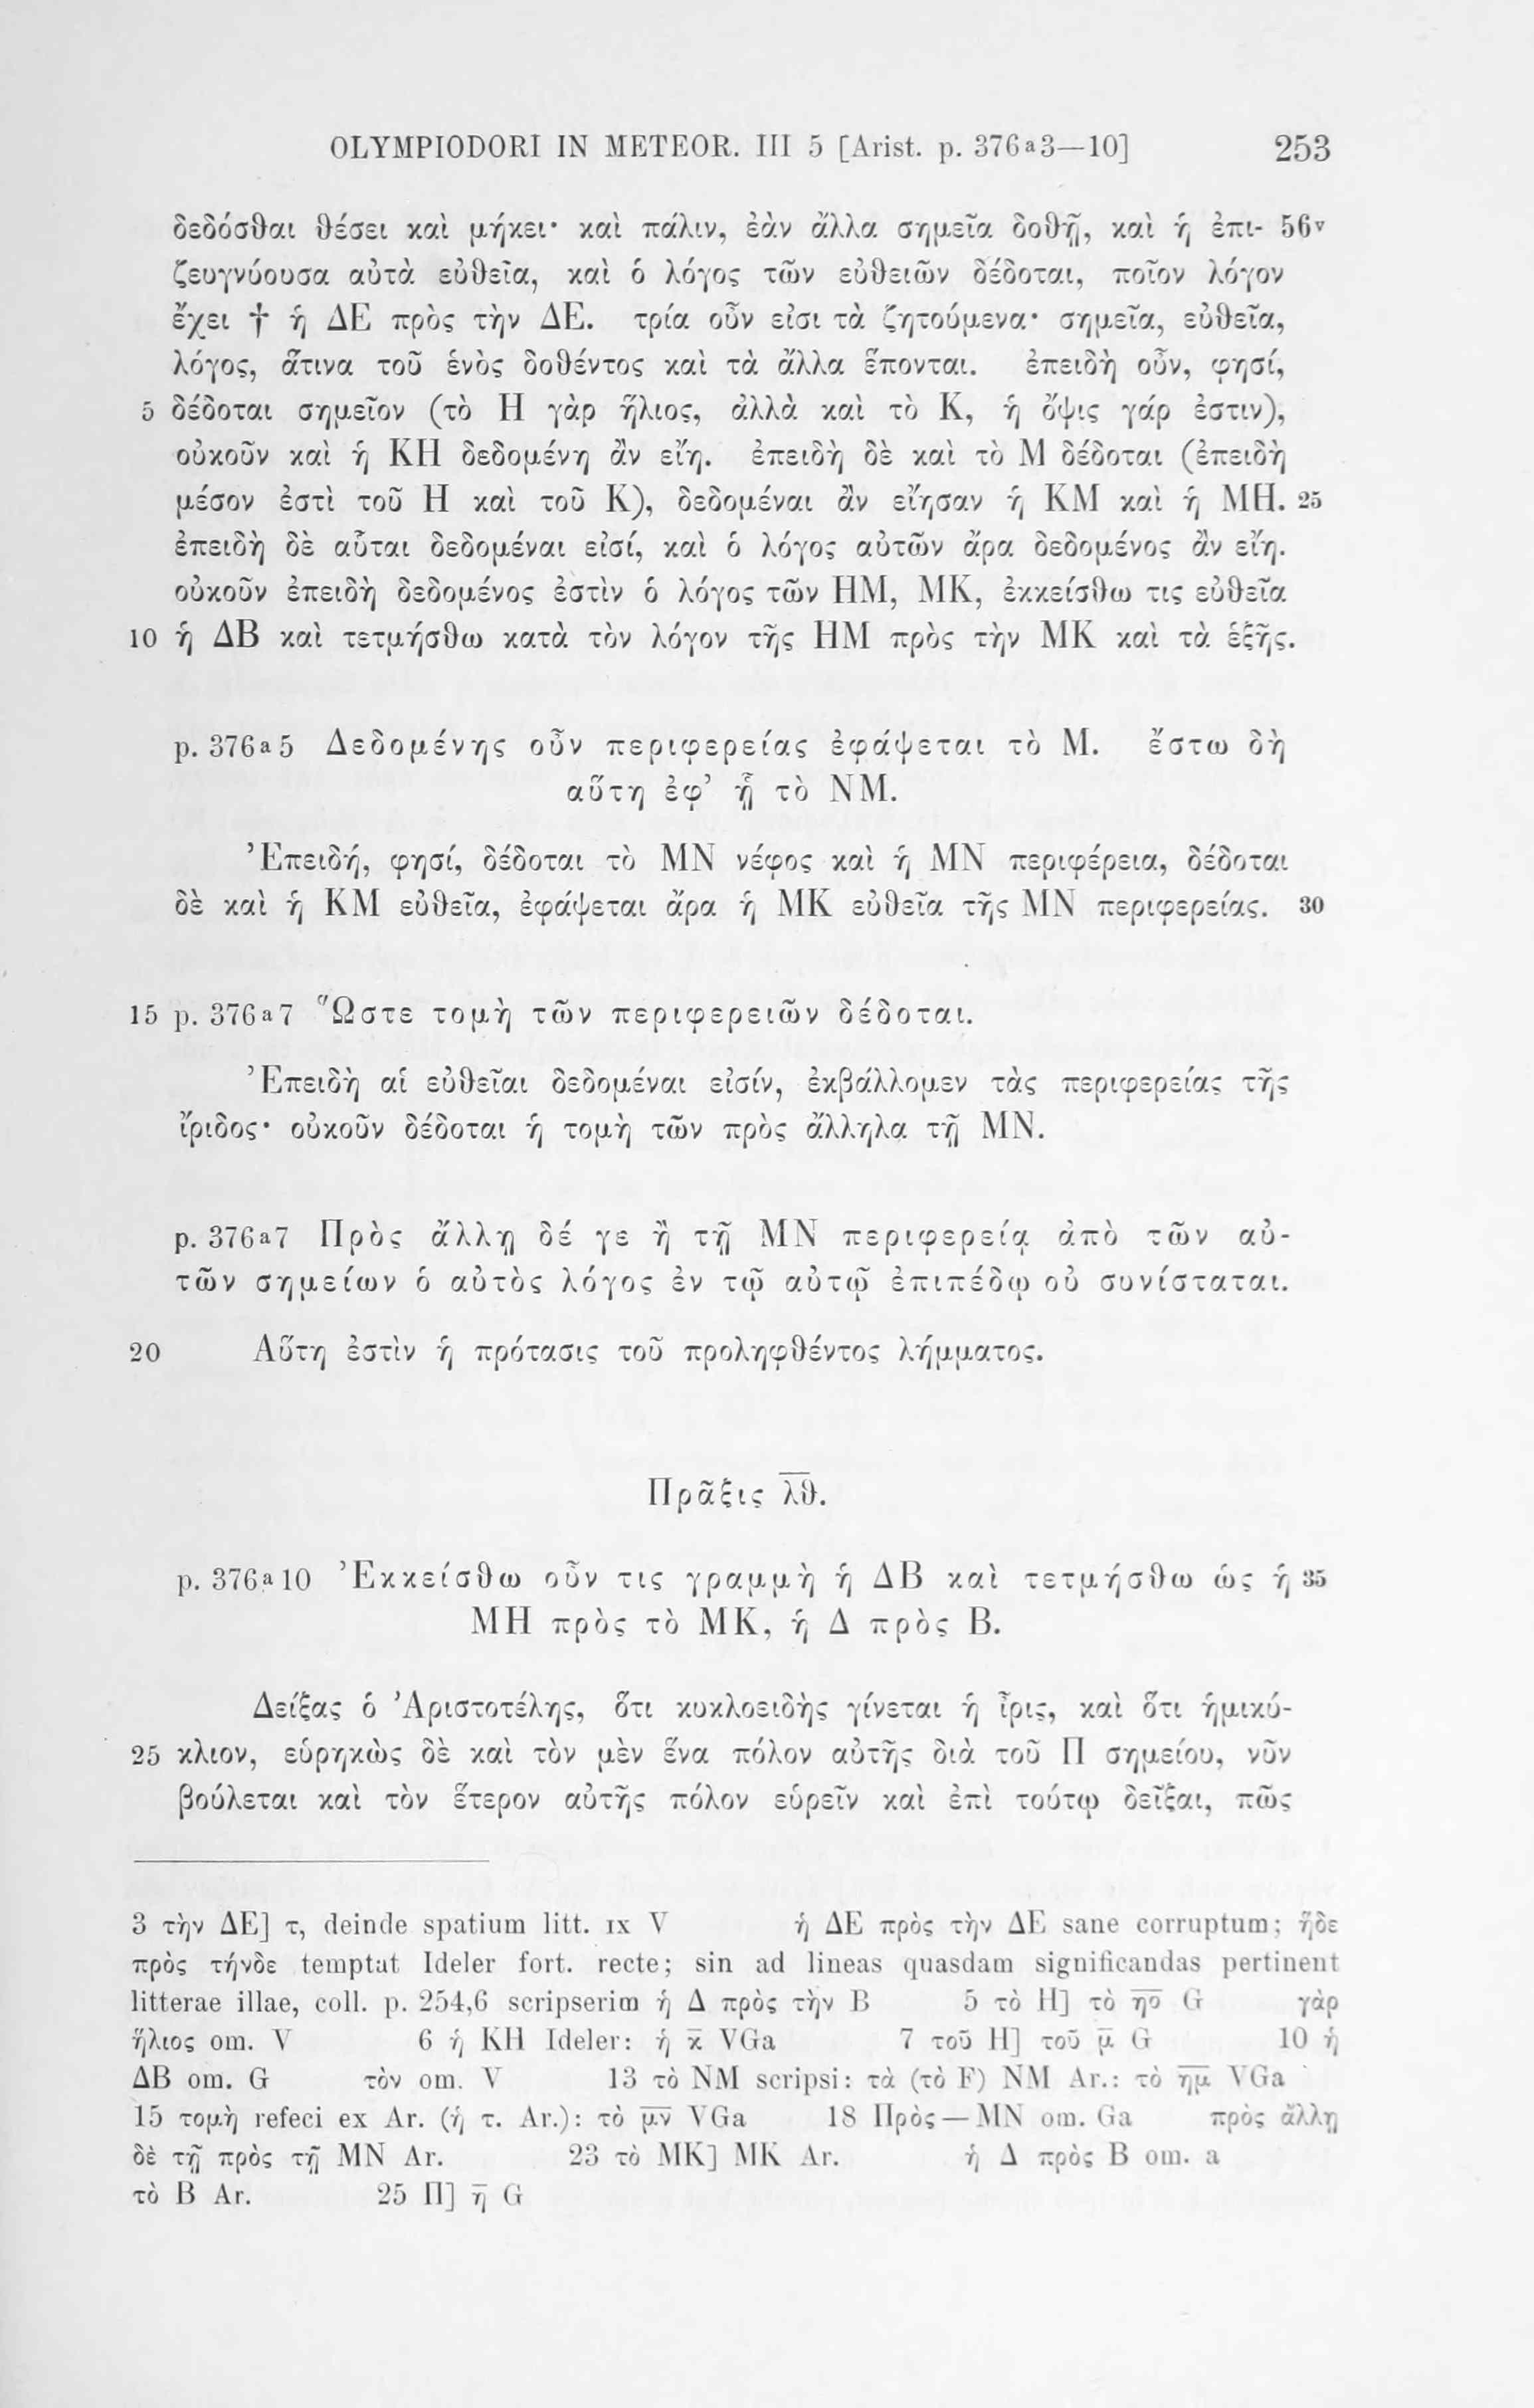 OLYMPIODORI IN METEOR. III 5 [Arist. p. 376ᵃ3—10] 253
δεδόσθαι θέσει καὶ μήκει· καὶ πάλιν, ἐὰν ἄλλα σημεῖα δοθῇ, καὶ ἡ ἐπι- 56ᵛ
ζευγνύουσα αὐτὰ εὐθεῖα, καὶ ὁ λόγος τῶν εὐθειῶν δέδοται, ποῖον λόγον
ἔχει † ἡ ΔΕ πρὸς τὴν ΔΕ. τρία οὖν εἰσι τὰ ζητούμενα· σημεῖα, εὐθεῖα,
λόγος, ἅτινα τοῦ ἑνὸς δοθέντος καὶ τὰ ἄλλα ἕπονται. ἐπειδὴ οὖν, φησί,
5 δέδοται σημεῖον (τὸ Η γὰρ ἥλιος, ἀλλὰ καὶ τὸ Κ, ἡ ὄψις γάρ ἐστιν),
οὐκοῦν καὶ ἡ ΚΗ δεδομένη ἂν εἴη. ἐπειδὴ δὲ καὶ τὸ Μ δέδοται (ἐπειδὴ
μέσον ἐστὶ τοῦ Η καὶ τοῦ Κ), δεδομέναι ἂν εἴησαν ἡ ΚΜ καὶ ἡ ΜΗ. 25
ἐπειδὴ δὲ αὗται δεδομέναι εἰσί, καὶ ὁ λόγος αὐτῶν ἄρα δεδομένος ἂν εἴη.
οὐκοῦν ἐπειδὴ δεδομένος ἐστὶν ὁ λόγος τῶν ΗΜ, ΜΚ, ἐκκείσθω τις εὐθεῖα
10 ἡ ΔΒ καὶ τετμήσθω κατὰ τὸν λόγον τῆς ΗΜ πρὸς τὴν ΜΚ καὶ τὰ ἑξῆς.
p. 376ᵃ5 Δεδομένης οὖν περιφερείας ἐφάψεται τὸ Μ. ἔστω δὴ
αὕτη ἐφ’ ᾗ τὸ ΝΜ.
Ἐπειδή, φησί, δέδοται τὸ ΜΝ νέφος καὶ ἡ ΜΝ περιφέρεια, δέδοται
δὲ καὶ ἡ ΚΜ εὐθεῖα, ἐφάψεται ἄρα ἡ ΜΚ εὐθεῖα τῆς ΜΝ περιφερείας. 30
15 p. 376ᵃ7 Ὥστε τομὴ τῶν περιφερειῶν δέδοται.
Ἐπειδὴ αἱ εὐθεῖαι δεδομέναι εἰσίν, ἐκβάλλομεν τὰς περιφερείας τῆς
ἴριδος· οὐκοῦν δέδοται ἡ τομὴ τῶν πρὸς ἄλληλα τῇ ΜΝ.
p. 376ᵃ7 Πρὸς ἄλλῃ δέ γε ἢ τῇ ΜΝ περιφερείᾳ ἀπὸ τῶν αὐ-
τῶν σημείων ὁ αὐτὸς λόγος ἐν τῷ αὐτῷ ἐπιπέδῳ οὐ συνίσταται.
20 Αὕτη ἐστὶν ἡ πρότασις τοῦ προληφθέντος λήμματος.
Πρᾶξις λ̅θ̅.
p. 376ᵃ10 Ἐκκείσθω οὖν τις γραμμὴ ἡ ΔΒ καὶ τετμήσθω ὡς ἡ 35
ΜΗ πρὸς τὸ ΜΚ, ἡ Δ πρὸς Β.
Δείξας ὁ Ἀριστοτέλης, ὅτι κυκλοειδὴς γίνεται ἡ ἶρις, καὶ ὅτι ἡμικύ-
25 κλιον, εὑρηκὼς δὲ καὶ τὸν μὲν ἕνα πόλον αὐτῆς διὰ τοῦ Π σημείου, νῦν
βούλεται καὶ τὸν ἕτερον αὐτῆς πόλον εὑρεῖν καὶ ἐπὶ τούτῳ δεῖξαι, πῶς
3 τὴν ΔΕ] τ, deinde spatium litt. IX V ἡ ΔΕ πρὸς τὴν ΔΕ sane corruptum; ἥδε
πρὸς τήνδε temptat Ideler fort. recte; sin ad lineas quasdam significandas pertinent
litterae illae, coll. p. 254,6 scripserim ἡ Δ πρὸς τὴν Β 5 τὸ Η] τὸ η̅ο̅ G γὰρ
ἥλιος om. V 6 ἡ ΚΗ Ideler: ἡ κ̅ VGa 7 τοῦ Η] τοῦ μ̅ G 10 ἡ
ΔΒ om. G τὸν om. V 13 τὸ ΝΜ scripsi: τὰ (τὸ F) ΝΜ Ar.: τὸ η̅μ̅ VGa
15 τομὴ refeci ex Ar. (ἡ τ. Ar.): τὸ μ̅ν̅ VGa 18 Πρὸς — ΜΝ om. Ga πρὸς ἄλλῃ
δὲ τῇ πρὸς τῇ ΜΝ Ar. 23 τὸ ΜΚ] ΜΚ Ar. ἡ Δ πρὸς Β om. a
τὸ Β Ar. 25 Π] η̅ G